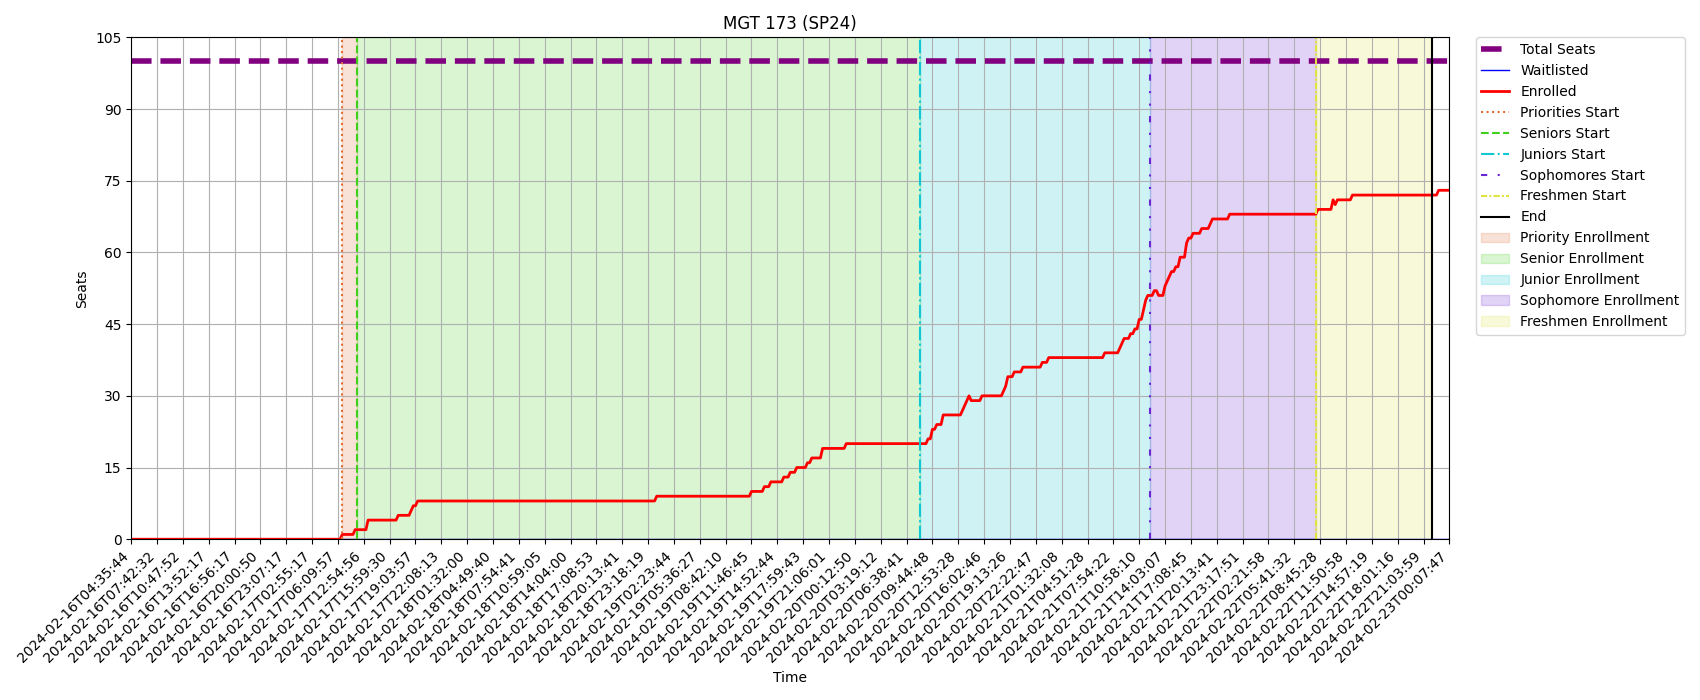 MGT 173 (SP24)
105
90
75
60
45
30
15
0
Seats
2024-02-16T04:35:44
2024-02-16T07:42:32
2024-02-16T10:47:52
2024-02-16T13:52:17
2024-02-16T16:56:17
2024-02-16T20:00:50
2024-02-16T23:07:17
2024-02-17T02:55:17
2024-02-17T06:09:57
2024-02-17T12:54:56
2024-02-17T15:59:30
2024-02-17T19:03:57
2024-02-17T22:08:13
2024-02-18T01:32:00
2024-02-18T04:49:40
2024-02-18T07:54:41
2024-02-18T10:59:05
2024-02-18T14:04:00
2024-02-18T17:08:53
2024-02-18T20:13:41
2024-02-18T23:18:19
2024-02-19T02:23:44
2024-02-19T05:36:27
2024-02-19T08:42:16
2024-02-19T11:46:45
2024-02-19T14:52:44
2024-02-19T17:59:43
2024-02-19T21:06:01
2024-02-20T00:12:50
2024-02-20T03:19:12
2024-02-20T06:38:41
2024-02-20T09:44:48
2024-02-20T12:53:28
2024-02-20T16:02:46
2024-02-20T19:13:26
2024-02-20T22:22:47
2024-02-21T01:32:08
2024-02-21T04:51:28
2024-02-21T07:54:22
2024-02-21T10:58:10
2024-02-21T14:03:07
2024-02-21T17:08:45
2024-02-21T20:13:41
2024-02-21T23:17:51
2024-02-22T02:21:58
2024-02-22T05:41:32
2024-02-22T08:45:28
2024-02-22T11:50:58
2024-02-22T14:57:19
2024-02-22T18:01:16
2024-02-22T21:03:59
2024-02-23T00:07:47
Time
Total Seats
Waitlisted
Enrolled
Priorities Start
Seniors Start
Juniors Start
Sophomores Start
Freshmen Start
End
Priority Enrollment
Senior Enrollment
Junior Enrollment
Sophomore Enrollment
Freshmen Enrollment